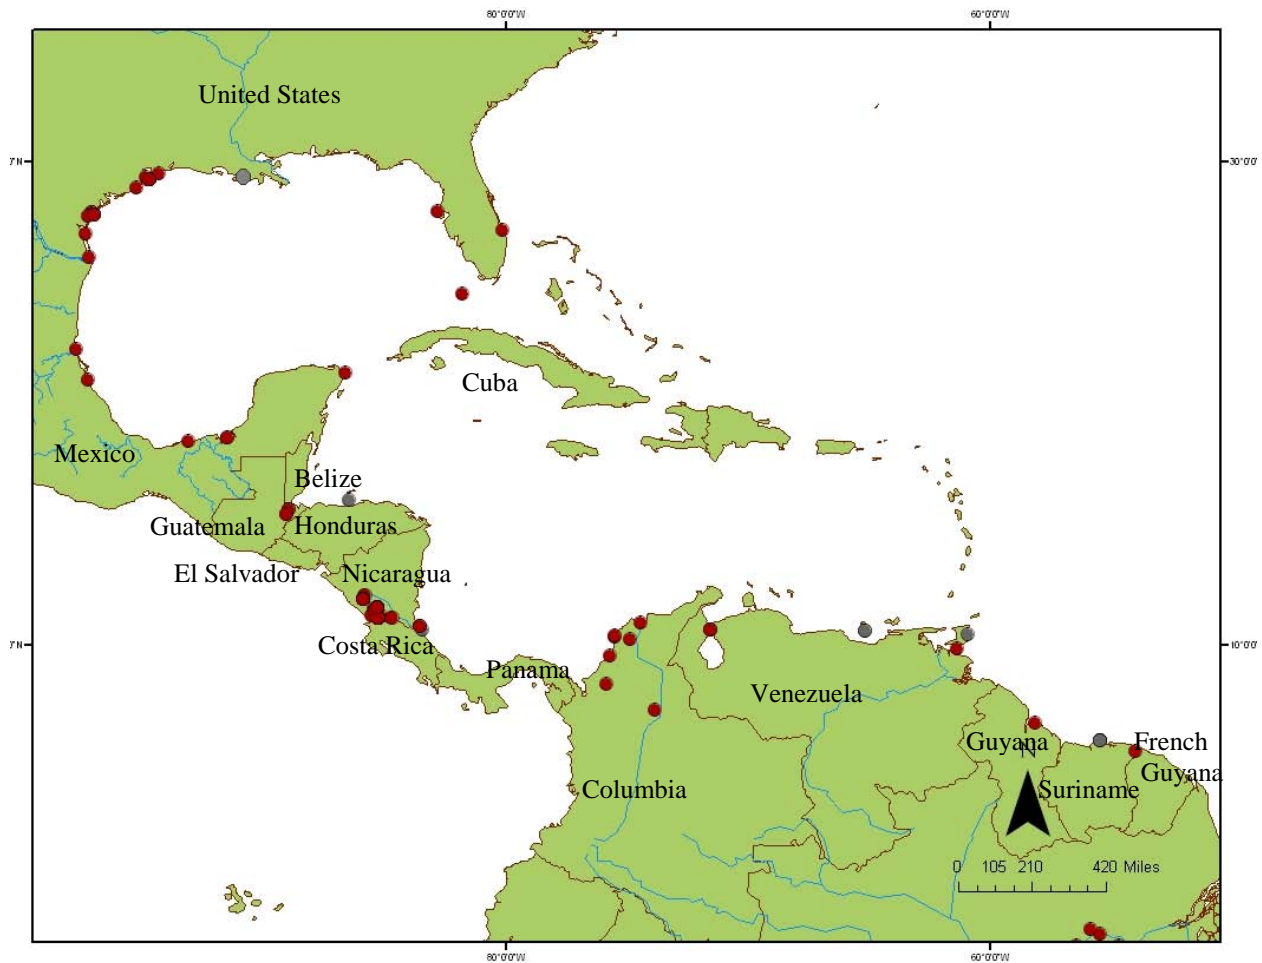 80°0'0"W 60°0'0"W
United States
0"N 30°0'0"
Cuba
Mexico
Belize
Guatemala Honduras
El Salvador Nicaragua
Costa Rica
0"N 10°0'0"
Panama
Venezuela
Guyana French
N
Guyana
Columbia Suriname
0 105 210 420 Miles
80°0'0"W 60°0'0"W